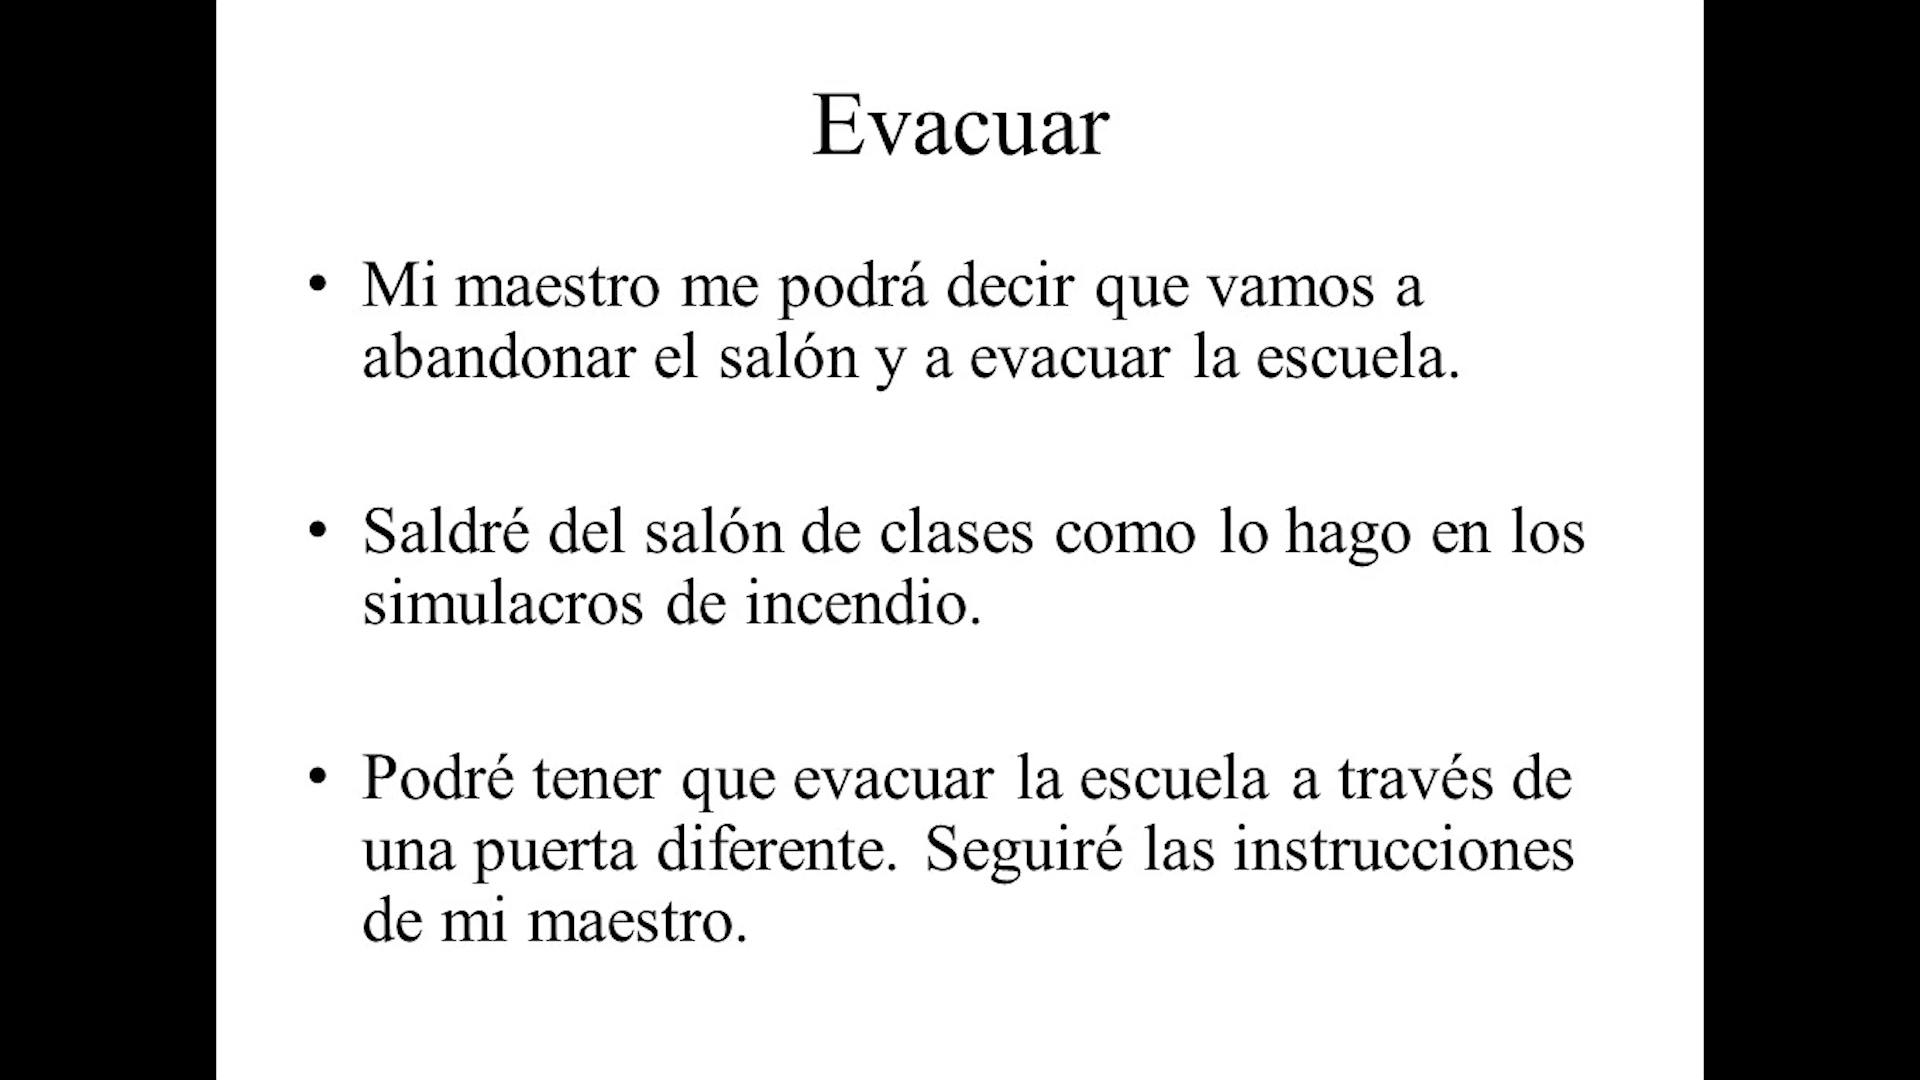 Evacuar
• Mi maestro me podrá decir que vamos a
abandonar el salón y a evacuar la escuela.
• Saldré del salón de clases como lo hago en los
simulacros de incendio.
• Podré tener que evacuar la escuela a través de
una puerta diferente. Seguiré las instrucciones
de mi maestro.